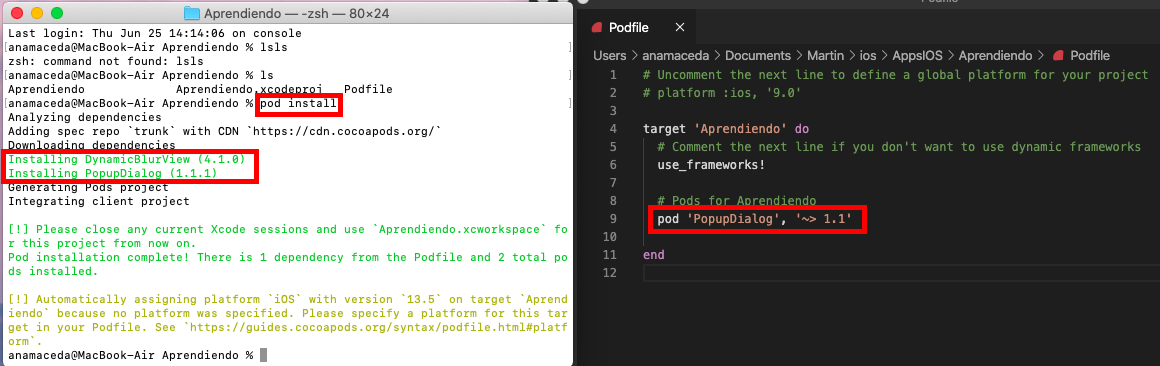 Aprendiendo — -zsh — 80×24
Last login: Thu Jun 25 14:14:06 on console
[anamaceda@MacBook-Air Aprendiendo % lsls ]
zsh: command not found: lsls
[anamaceda@MacBook-Air Aprendiendo % ls ]
Aprendiendo Aprendiendo.xcodeproj Podfile
[anamaceda@MacBook-Air Aprendiendo % pod install ]
Analyzing dependencies
Adding spec repo `trunk` with CDN `https://cdn.cocoapods.org/`
Downloading dependencies
Installing DynamicBlurView (4.1.0)
Installing PopupDialog (1.1.1)
Generating Pods project
Integrating client project
[!] Please close any current Xcode sessions and use `Aprendiendo.xcworkspace` fo
r this project from now on.
Pod installation complete! There is 1 dependency from the Podfile and 2 total po
ds installed.
[!] Automatically assigning platform `iOS` with version `13.5` on target `Aprend
iendo` because no platform was specified. Please specify a platform for this tar
get in your Podfile. See `https://guides.cocoapods.org/syntax/podfile.html#platf
orm`.
anamaceda@MacBook-Air Aprendiendo %
Podfile
Podfile ×
Users > anamaceda > Documents > Martin > ios > AppsIOS > Aprendiendo > Podfile
1 # Uncomment the next line to define a global platform for your project
2 # platform :ios, '9.0'
3
4 target 'Aprendiendo' do
5 # Comment the next line if you don't want to use dynamic frameworks
6 use_frameworks!
7
8 # Pods for Aprendiendo
9 pod 'PopupDialog', '~> 1.1'
10
11 end
12